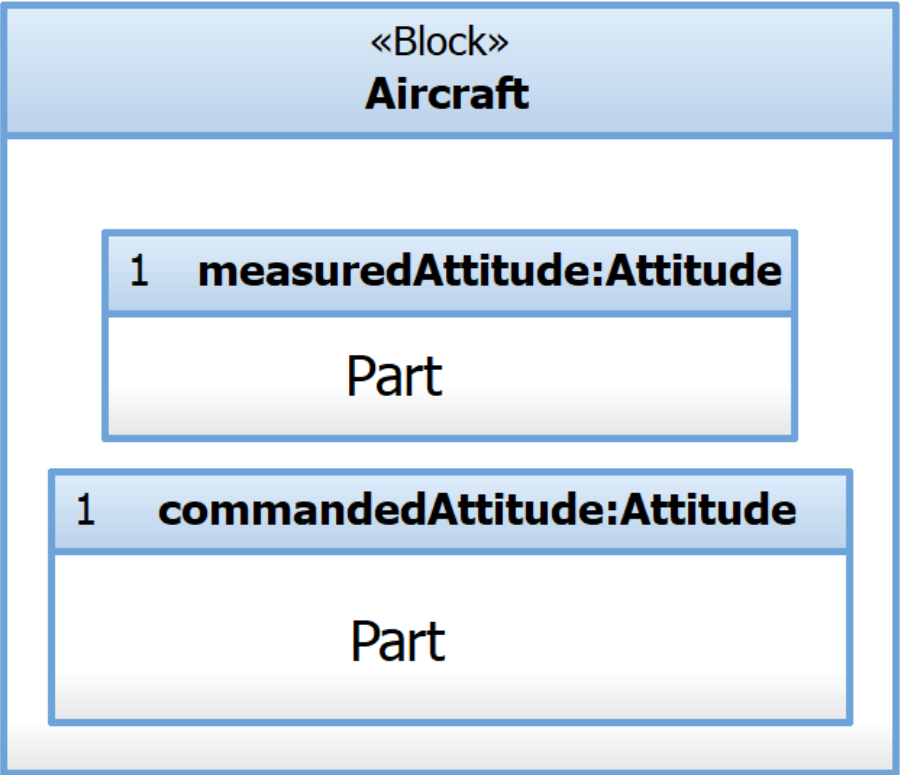 «Block»
Aircraft
1 measuredAttitude:Attitude
Part
1 commandedAttitude:Attitude
Part